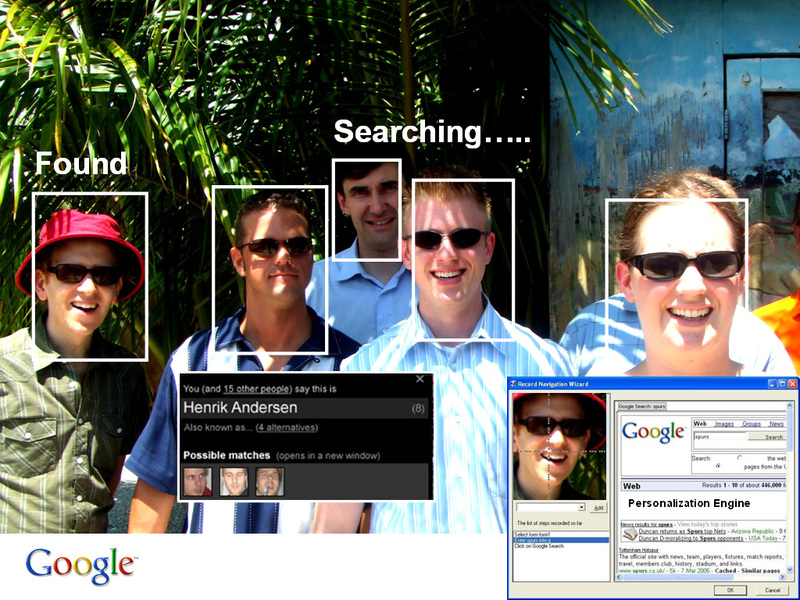 Searching.....
Found
You (and 15 other people) say this is
Henrik Andersen
(8)
Also known as... (4 alternatives)
Possible matches (opens in a new window)
Record Navigation Wizard
Google Search: spurs
Google
Web Images Groups News
spurs
Search
Search:
the web
pages from the U
Web
Results 1 - 10 of about 446,000
Personalization Engine
Add
The list of steps recorded so far
Select form form1
Enter spurs into q
Click on Google Search
News results for spurs - View today's top stories
Duncan returns as Spurs top Nets - Arizona Republic - 9
Duncan D-moralizing to Spurs opponents - USA Today - 7
Tottenham Hotspur
The official site with news, team, players, fixtures, match reports,
travel, members club, history, stadium, and links.
www.spurs.co.uk/ - 5k - 7 Mar 2005 - Cached - Similar pages
OK
Cancel
Google™